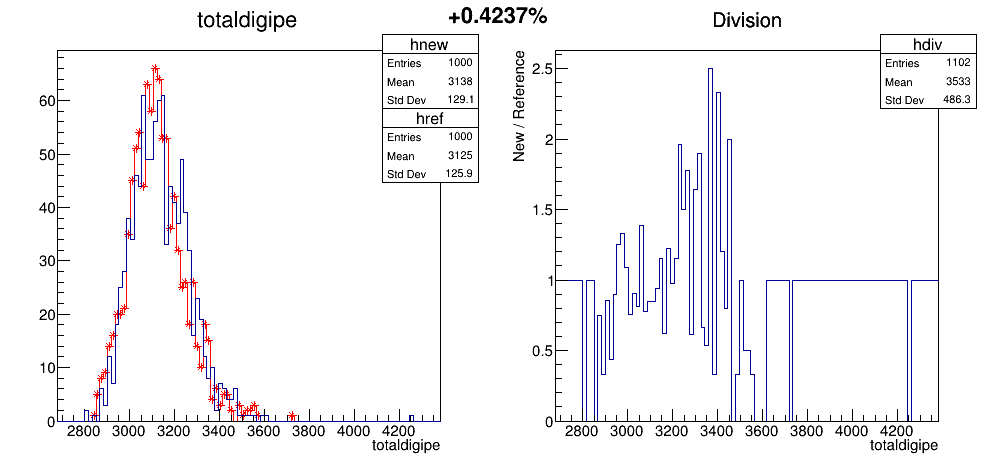 +0.4237%
totaldigipe
hnew
Entries 1000
Mean 3138
Std Dev 129.1
href
Entries 1000
Mean 3125
Std Dev 125.9
60
50
40
30
20
10
0
2800 3000 3200 3400 3600 3800 4000 4200
totaldigipe
Division
hdiv
Entries 1102
Mean 3533
Std Dev 486.3
New / Reference
2.5
2
1.5
1
0.5
0
2800 3000 3200 3400 3600 3800 4000 4200
totaldigipe